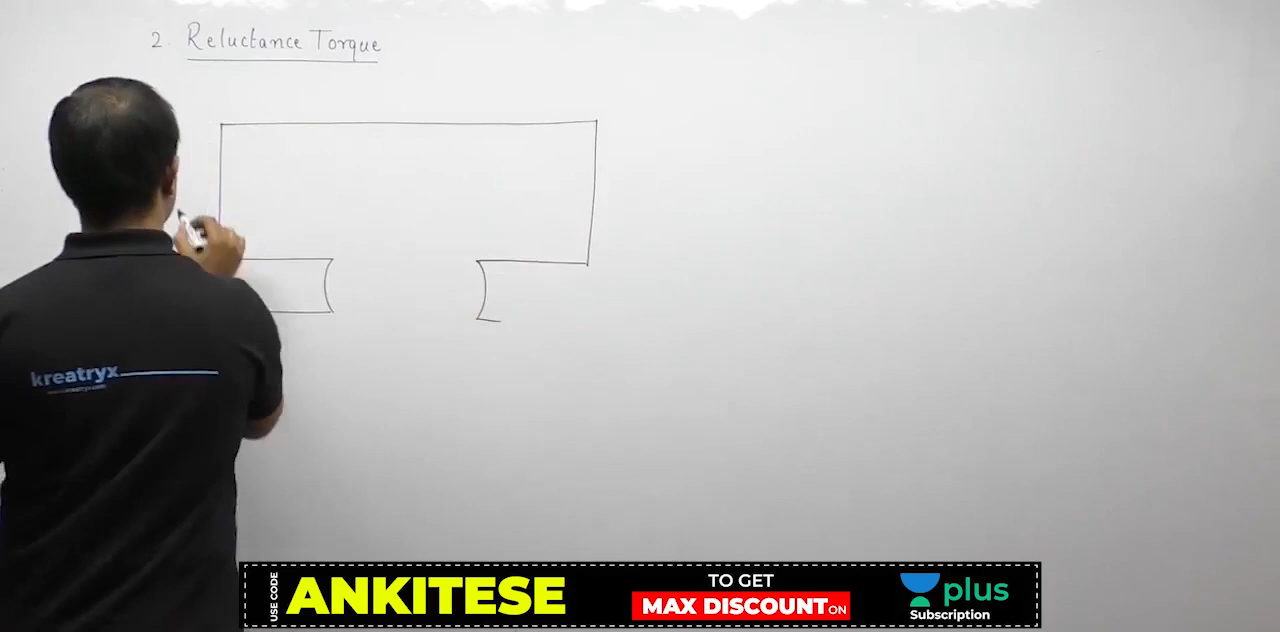 2. Reluctance Torque
kreatryx
USE CODE
ANKITESE
TO GET
MAX DISCOUNT ON
plus
Subscription